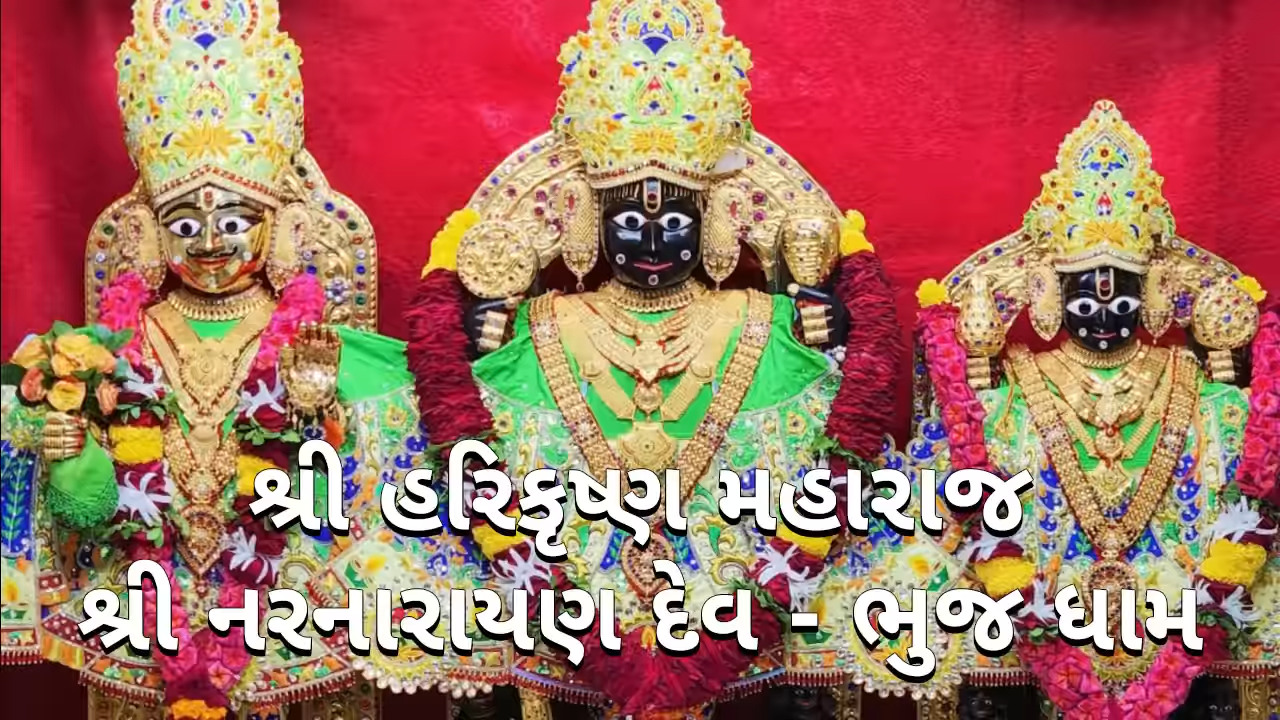 શ્રી હરિકૃષ્ણ મહારાજ
શ્રી નરનારાયણ દેવ - ભુજ ધામ